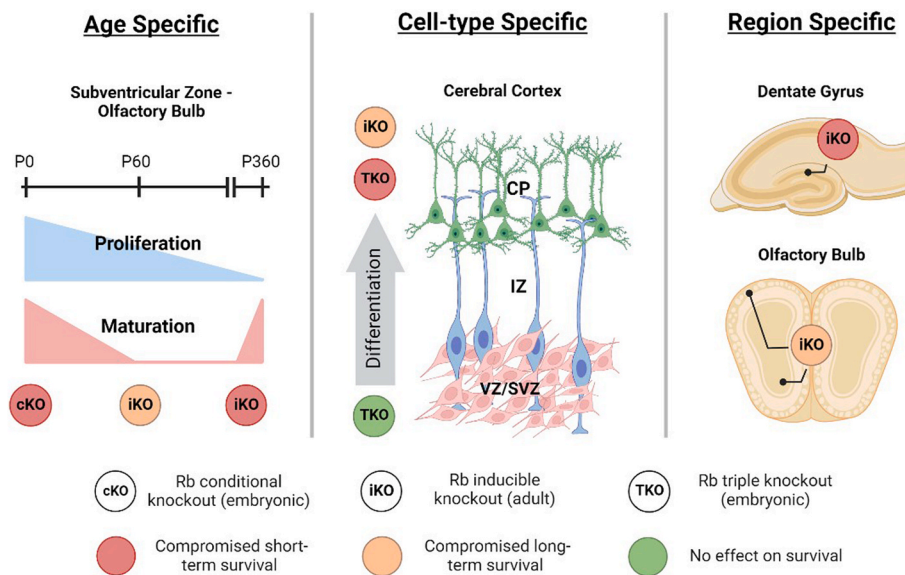 Age Specific
Subventricular Zone -
Olfactory Bulb
P0
P60
P360
Proliferation
Maturation
cKO
iKO
iKO
Cell-type Specific
Cerebral Cortex
iKO
TKO
Differentiation
TKO
CP
IZ
VZ/SVZ
Region Specific
Dentate Gyrus
iKO
Olfactory Bulb
iKO
cKO
Rb conditional
knockout (embryonic)
iKO
Rb inducible
knockout (adult)
TKO
Rb triple knockout
(embryonic)
Compromised short-
term survival
Compromised long-
term survival
No effect on survival